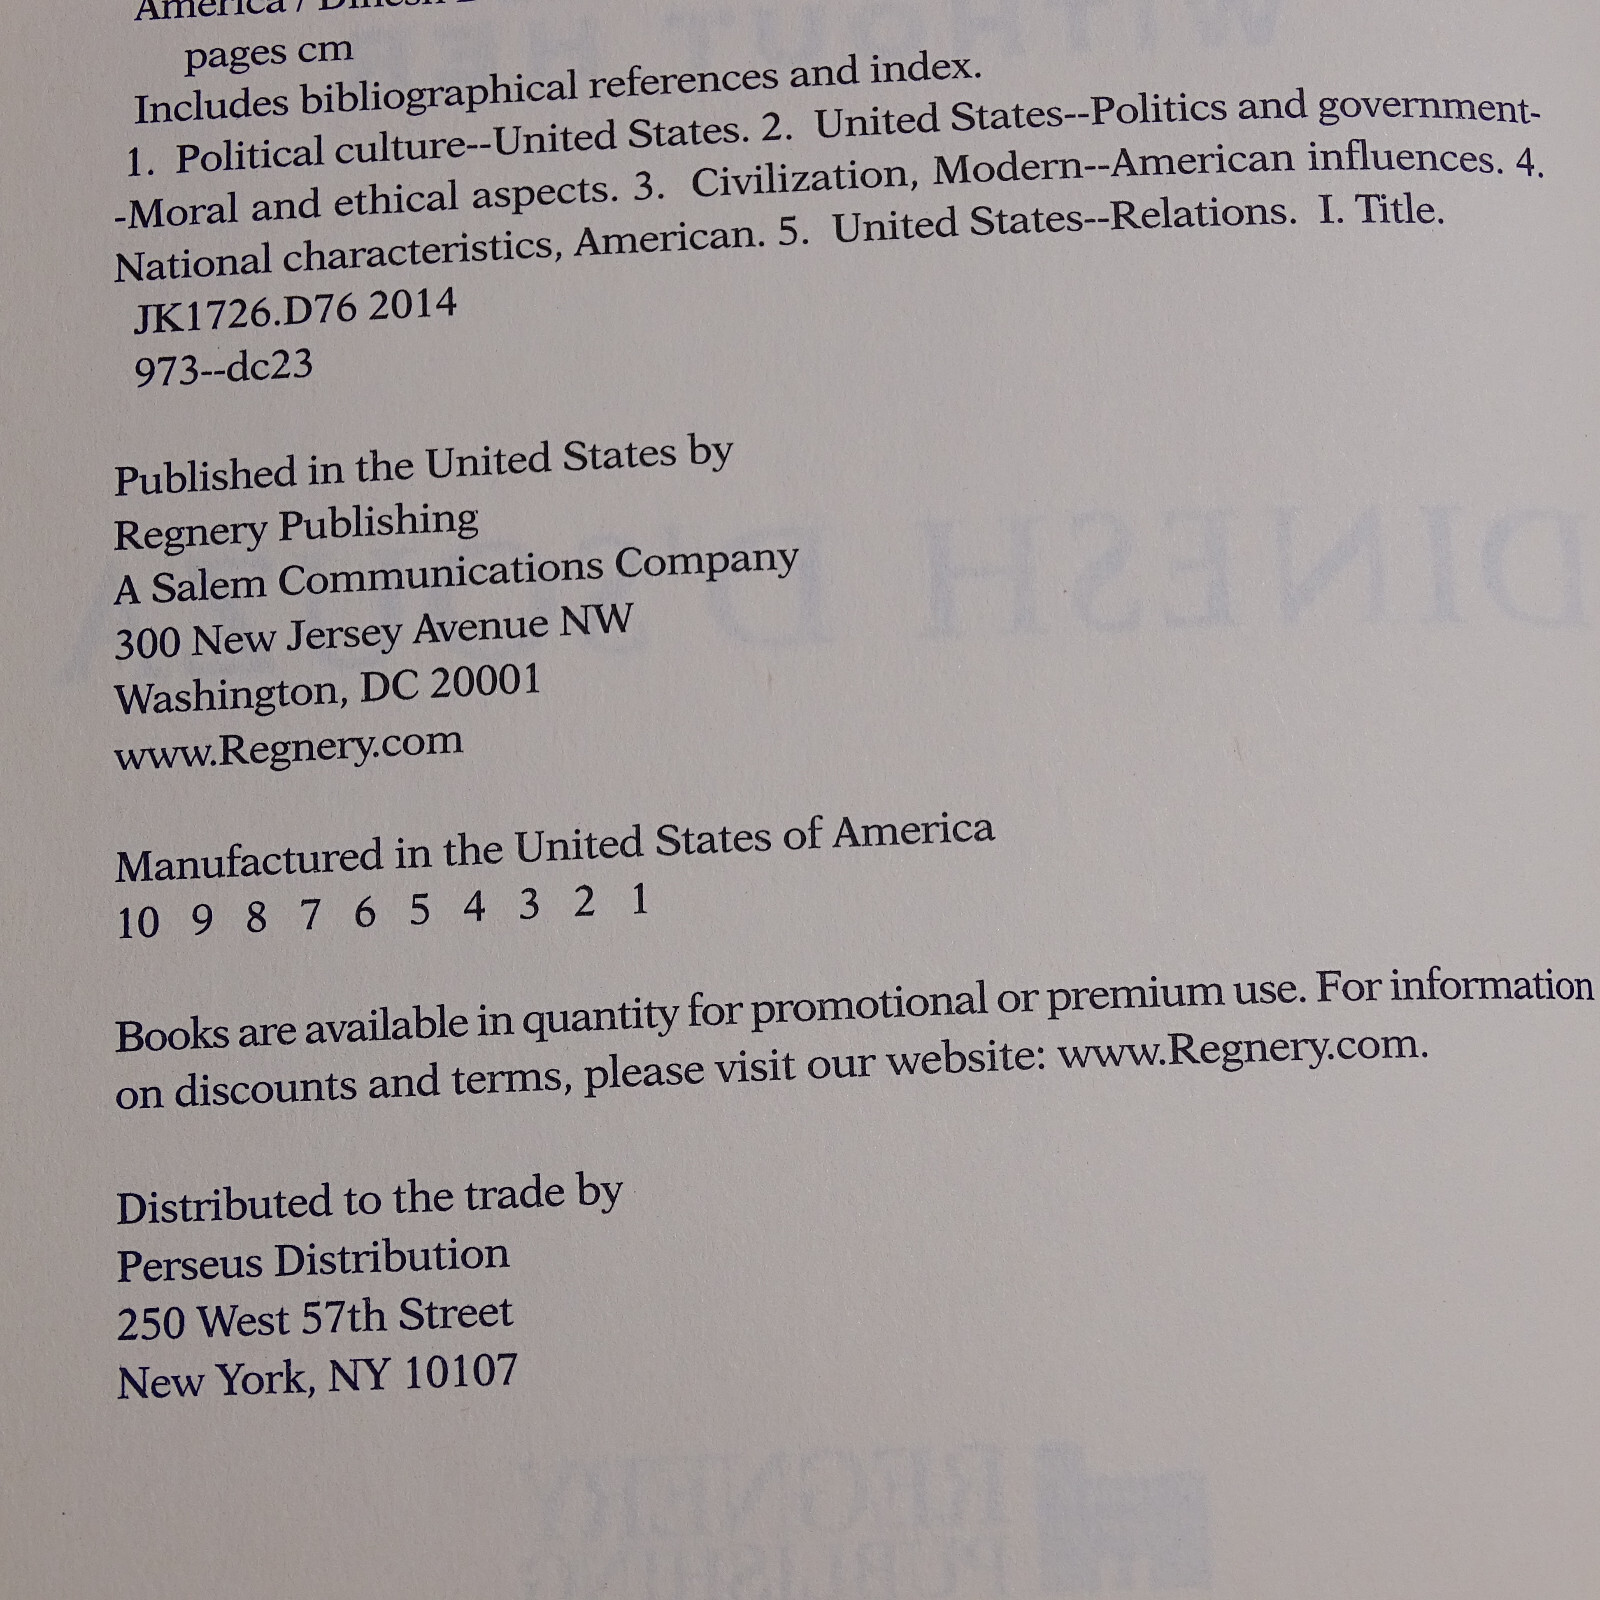 America / Dinesh
pages cm
Includes bibliographical references and index.
1. Political culture--United States. 2. United States--Politics and government-
-Moral and ethical aspects. 3. Civilization, Modern--American influences. 4.
National characteristics, American. 5. United States--Relations. I. Title.
JK1726.D76 2014
973--dc23
Published in the United States by
Regnery Publishing
A Salem Communications Company
300 New Jersey Avenue NW
Washington, DC 20001
www.Regnery.com
Manufactured in the United States of America
10 9 8 7 6 5 4 3 2 1
Books are available in quantity for promotional or premium use. For information
on discounts and terms, please visit our website: www.Regnery.com.
Distributed to the trade by
Perseus Distribution
250 West 57th Street
New York, NY 10107